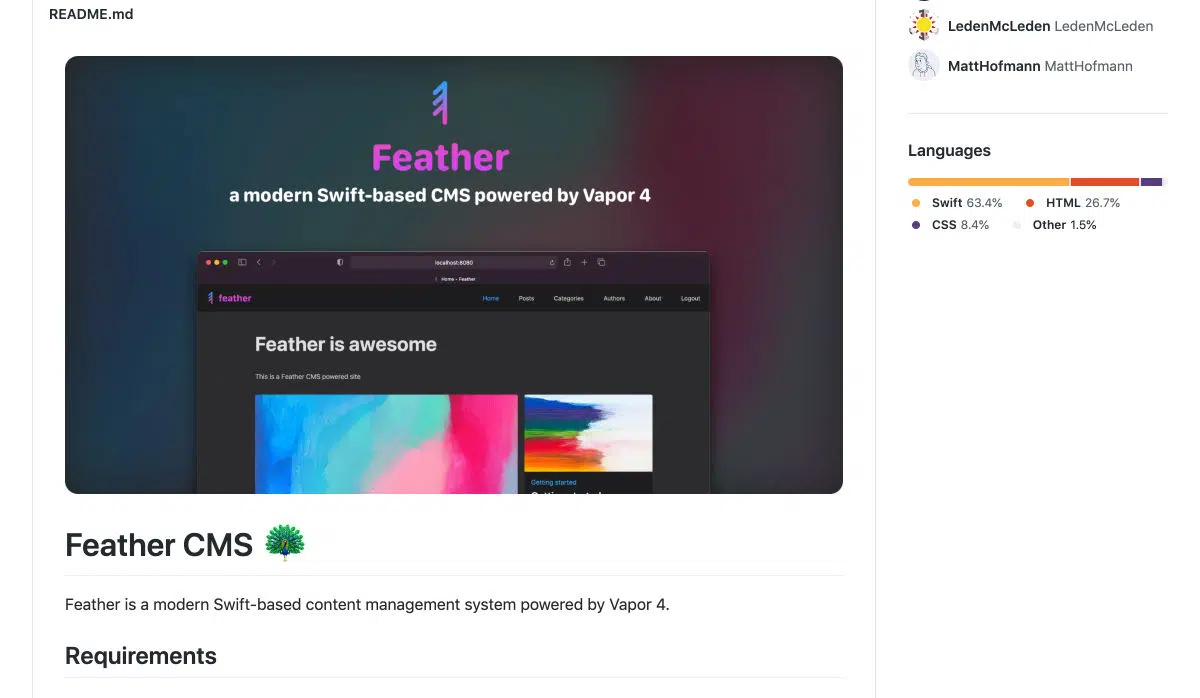 README.md
Feather
a modern Swift-based CMS powered by Vapor 4
localhost:8080
Home - Feather
feather
Home Posts Categories Authors About Logout
Feather is awesome
This is a Feather CMS powered site
Getting started
Feather CMS
Feather is a modern Swift-based content management system powered by Vapor 4.
Requirements
LedenMcLeden LedenMcLeden
MattHofmann MattHofmann
Languages
Swift 63.4% HTML 26.7%
CSS 8.4% Other 1.5%